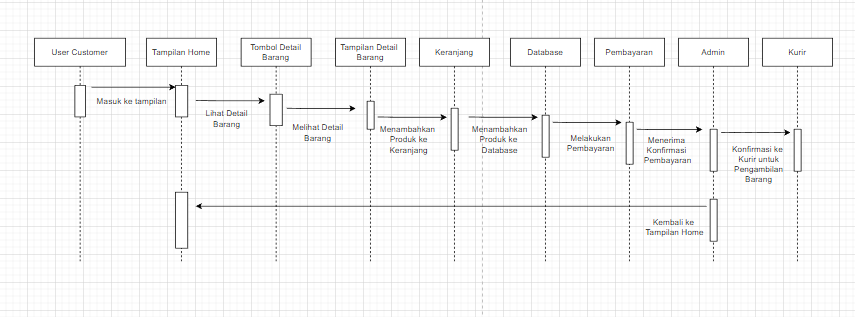 User Customer
Tampilan Home
Tombol Detail
Barang
Tampilan Detail
Barang
Keranjang
Database
Pembayaran
Admin
Kurir
Masuk ke tampilan
Lihat Detail
Barang
Melihat Detail
Barang
Menambahkan
Produk ke
Keranjang
Menambahkan
Produk ke
Database
Melakukan
Pembayaran
Menerima
Konfirmasi
Pembayaran
Konfirmasi ke
Kurir untuk
Pengambilan
Barang
Kembali ke
Tampilan Home